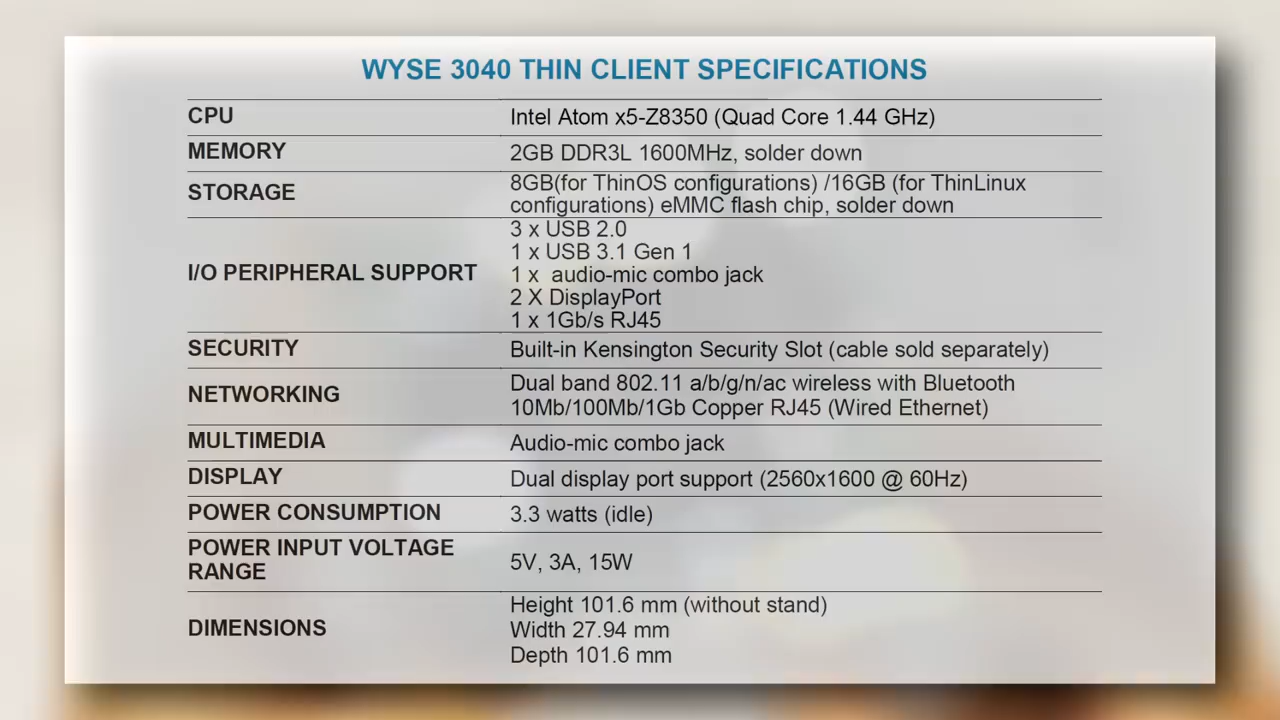 WYSE 3040 THIN CLIENT SPECIFICATIONS
CPU
Intel Atom x5-Z8350 (Quad Core 1.44 GHz)
MEMORY
2GB DDR3L 1600MHz, solder down
STORAGE
8GB(for ThinOS configurations) /16GB (for ThinLinux
configurations) eMMC flash chip, solder down
I/O PERIPHERAL SUPPORT
3 x USB 2.0
1 x USB 3.1 Gen 1
1 x  audio-mic combo jack
2 X DisplayPort
1 x 1Gb/s RJ45
SECURITY
Built-in Kensington Security Slot (cable sold separately)
NETWORKING
Dual band 802.11 a/b/g/n/ac wireless with Bluetooth
10Mb/100Mb/1Gb Copper RJ45 (Wired Ethernet)
MULTIMEDIA
Audio-mic combo jack
DISPLAY
Dual display port support (2560x1600 @ 60Hz)
POWER CONSUMPTION
3.3 watts (idle)
POWER INPUT VOLTAGE
RANGE
5V, 3A, 15W
DIMENSIONS
Height 101.6 mm (without stand)
Width 27.94 mm
Depth 101.6 mm